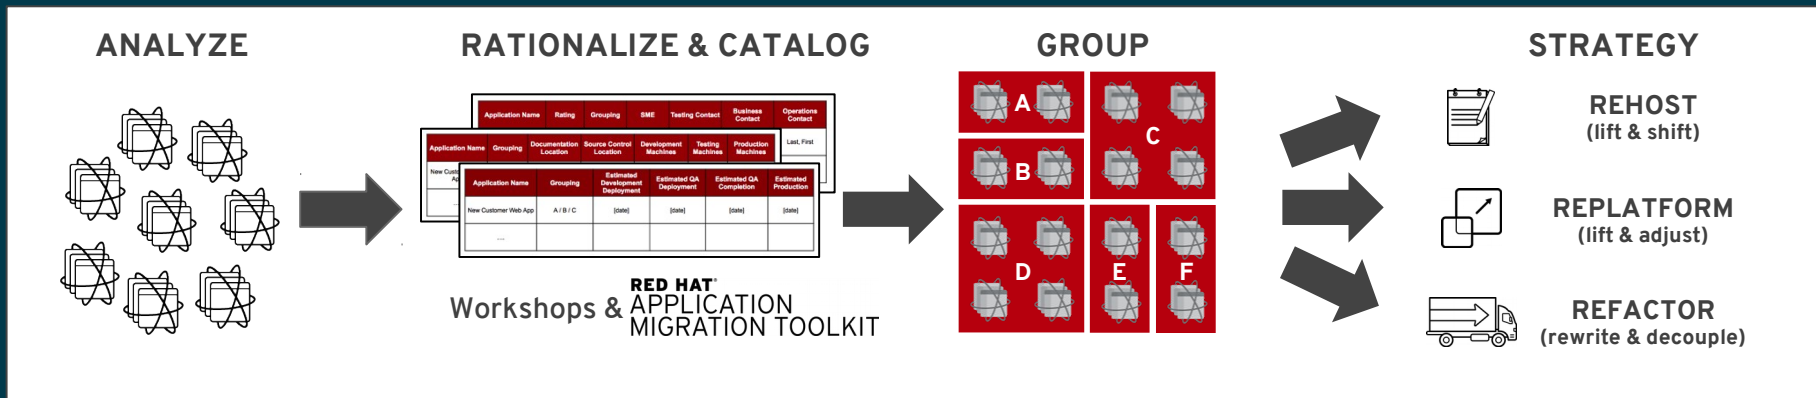 ANALYZE
RATIONALIZE & CATALOG
GROUP
STRATEGY
Application Name Rating Grouping SME Testing Contact Business Contact Operations Contact
Last, First
Application Name Grouping Documentation Location Source Control Location Development Machines Testing Machines Production Machines
New Cust
Ap
Application Name Grouping Estimated Development Deployment Estimated QA Deployment Estimated QA Completion Estimated Production
New Customer Web App A / B / C [date] [date] [date] [date]
....
Workshops &
RED HAT®
APPLICATION
MIGRATION TOOLKIT
A
B
C
D
E
F
REHOST
(lift & shift)
REPLATFORM
(lift & adjust)
REFACTOR
(rewrite & decouple)